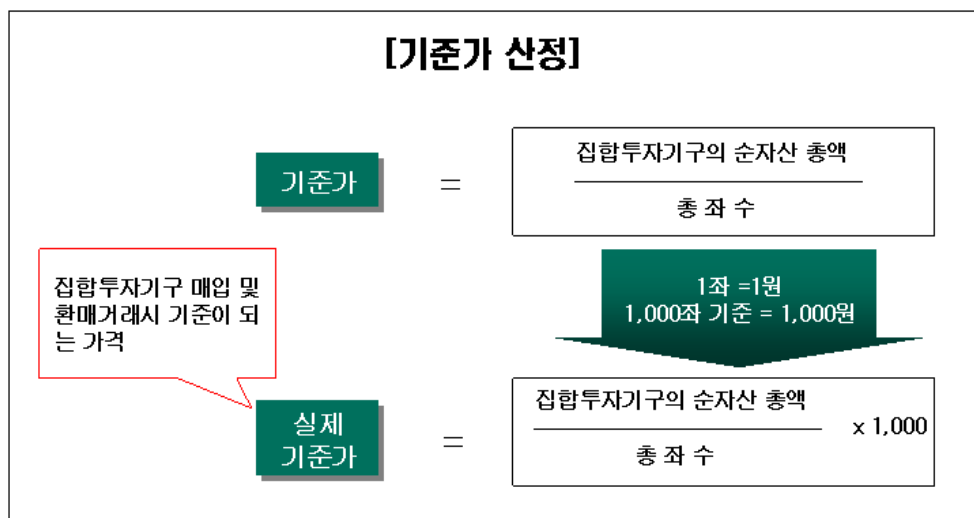 [기준가 산정]
기준가
=
집합투자기구의 순자산 총액
총 좌 수
1좌 =1원
1,000좌 기준 = 1,000원
집합투자기구 매입 및
환매거래시 기준이 되
는 가격
실제
기준가
=
집합투자기구의 순자산 총액
총 좌 수
x 1,000